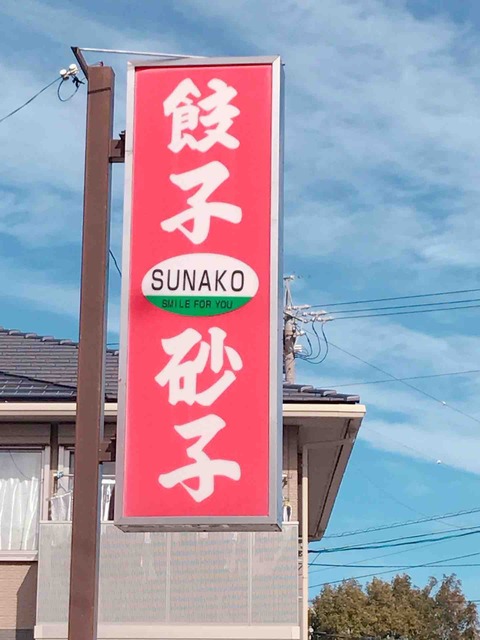 餃子
SUNAKO
SMILE FOR YOU
砂子